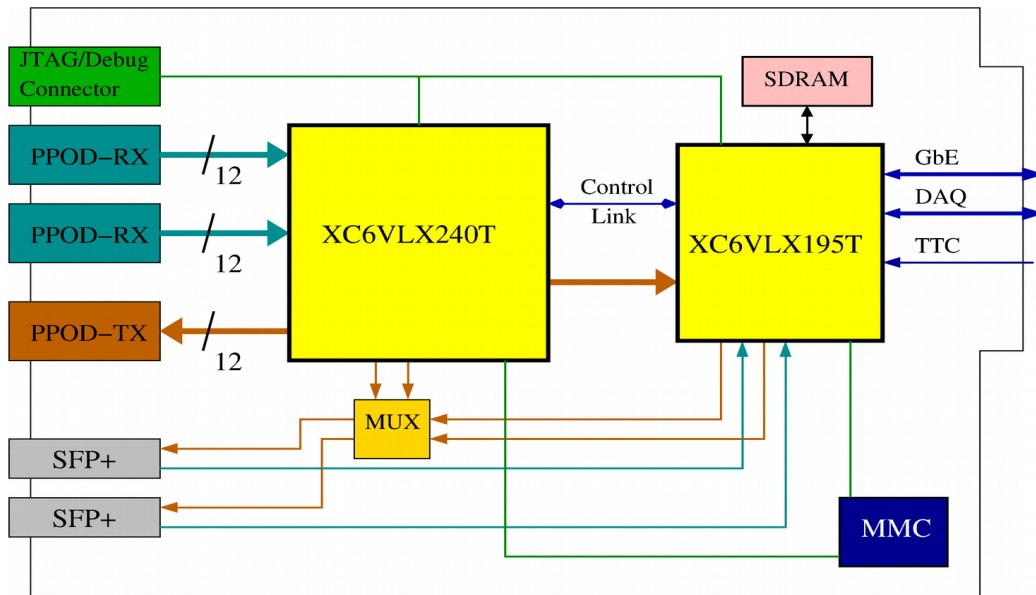 JTAG/Debug
Connector
SDRAM
PPOD−RX
12
GbE
Control
Link
DAQ
PPOD−RX
12
XC6VLX240T
XC6VLX195T
TTC
PPOD−TX
12
MUX
SFP+
SFP+
MMC